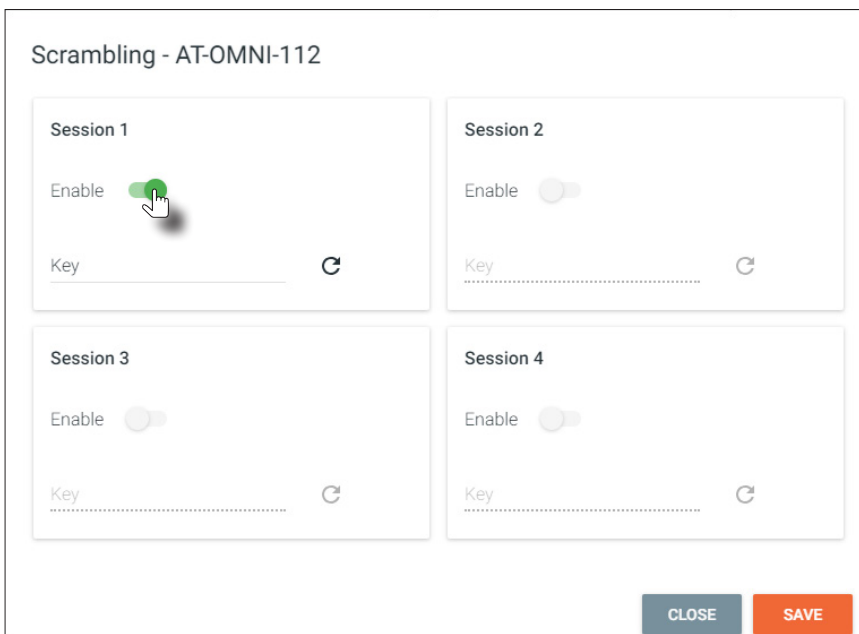 Scrambling - AT-OMNI-112
Session 1
Enable
Key
Session 2
Enable
Key
Session 3
Enable
Key
Session 4
Enable
Key
CLOSE
SAVE